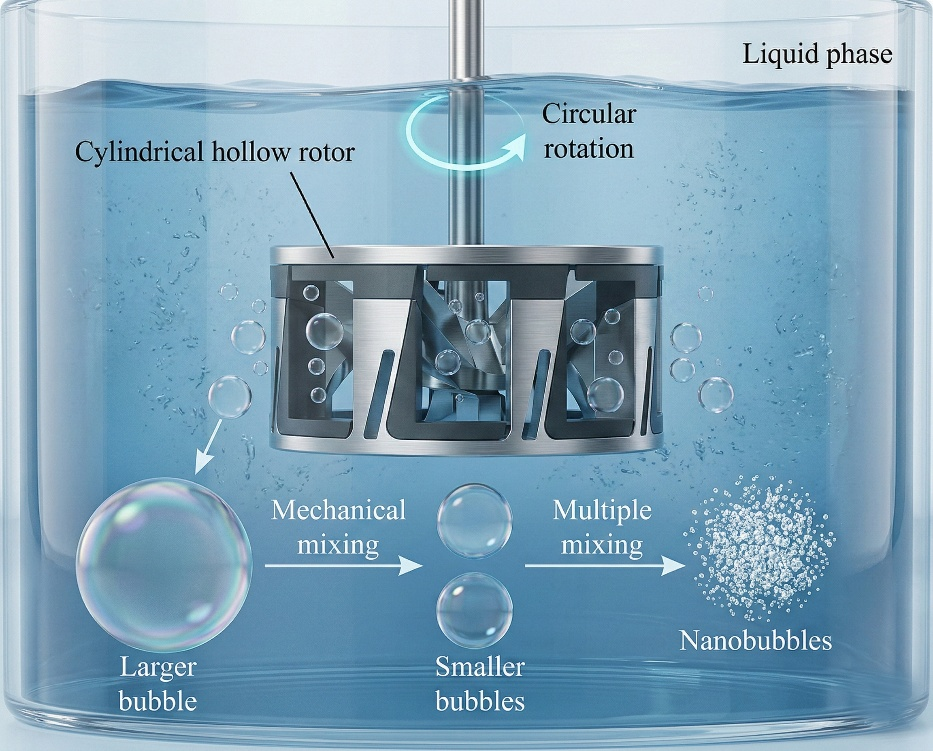 Liquid phase
Circular
rotation
Cylindrical hollow rotor
Mechanical
mixing
Multiple
mixing
Larger
bubble
Smaller
bubbles
Nanobubbles